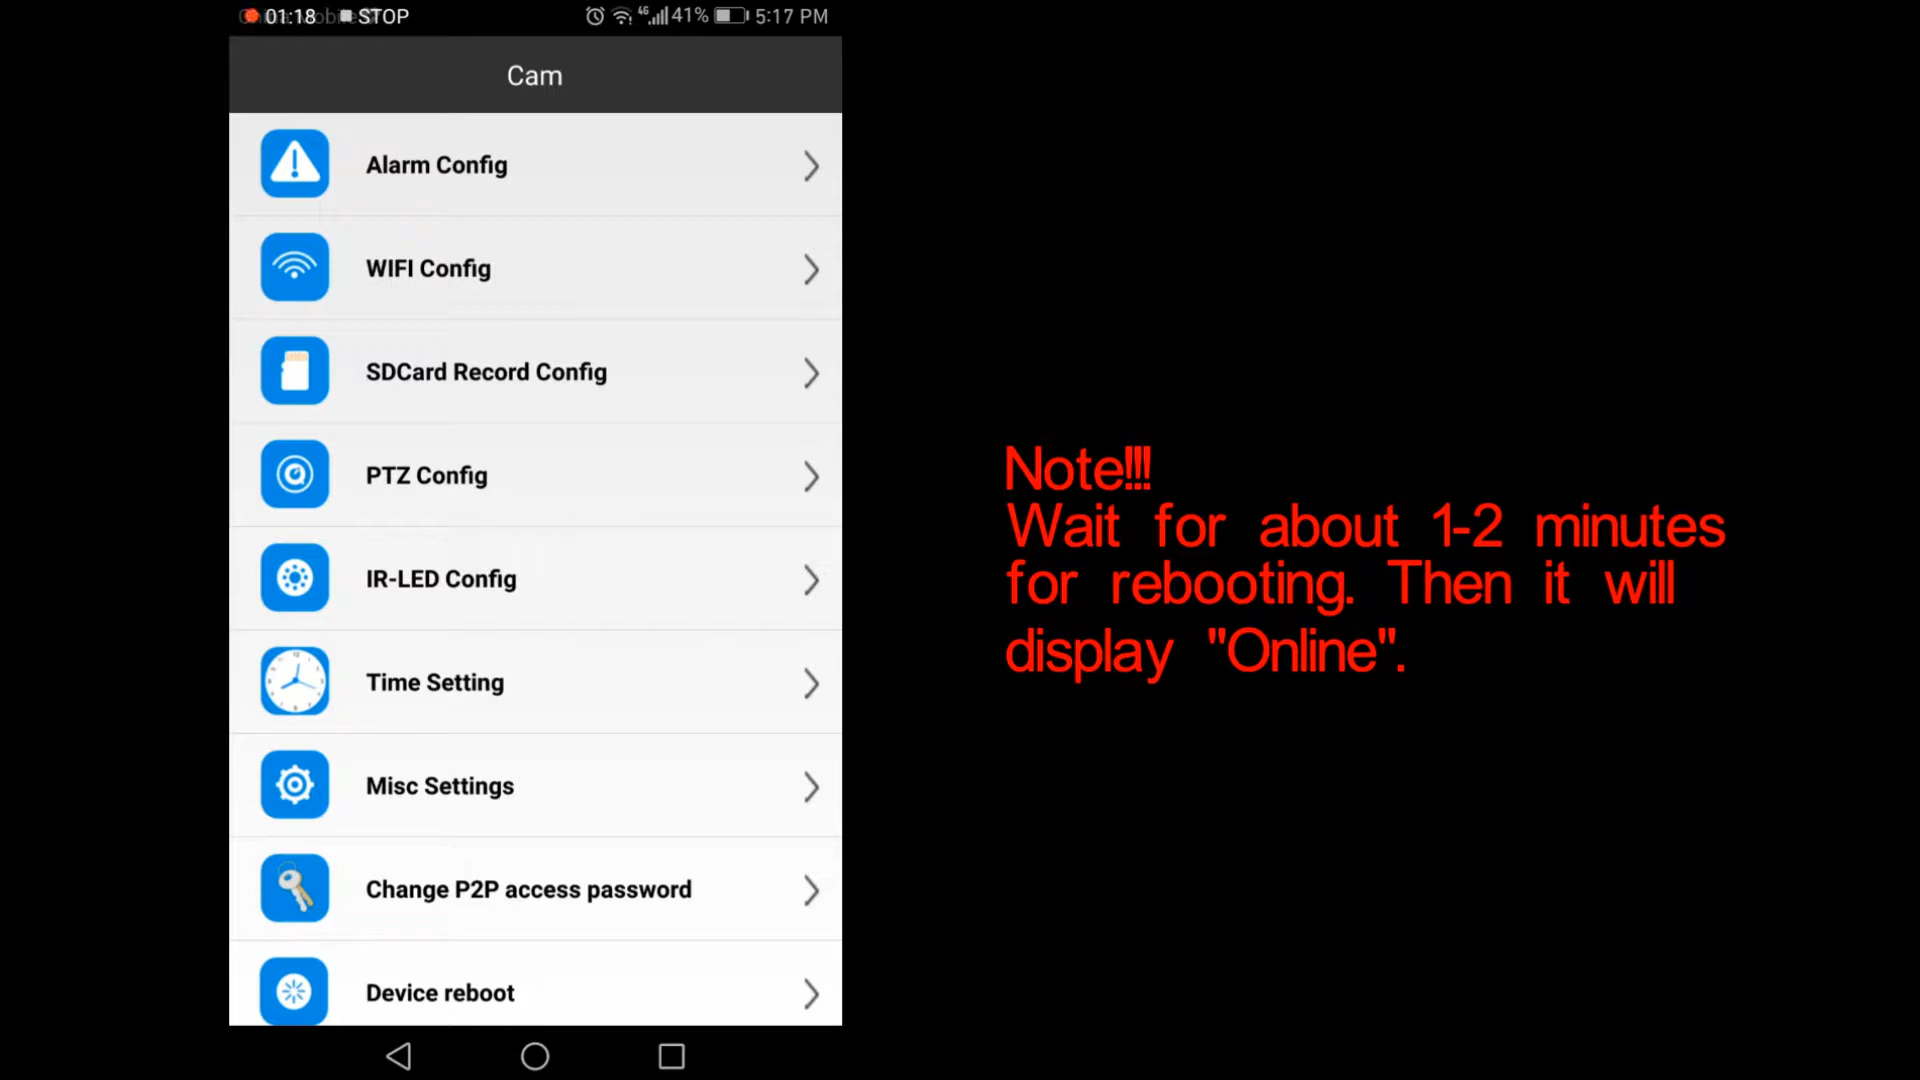 01:18 STOP 4G 41% 5:17 PM
Cam
Alarm Config
WIFI Config
SDCard Record Config
PTZ Config
IR-LED Config
Time Setting
Misc Settings
Change P2P access password
Device reboot
Note!!!
Wait for about 1-2 minutes
for rebooting. Then it will
display "Online".